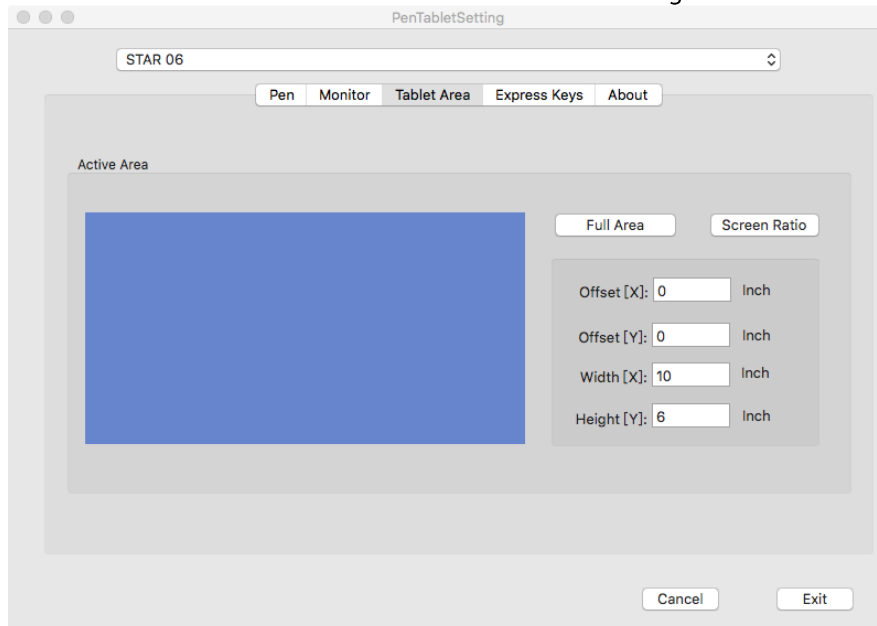 PenTabletSetting
STAR 06
Pen Monitor Tablet Area Express Keys About
Active Area
Full Area Screen Ratio
Offset [X]: 0 Inch
Offset [Y]: 0 Inch
Width [X]: 10 Inch
Height [Y]: 6 Inch
Cancel Exit